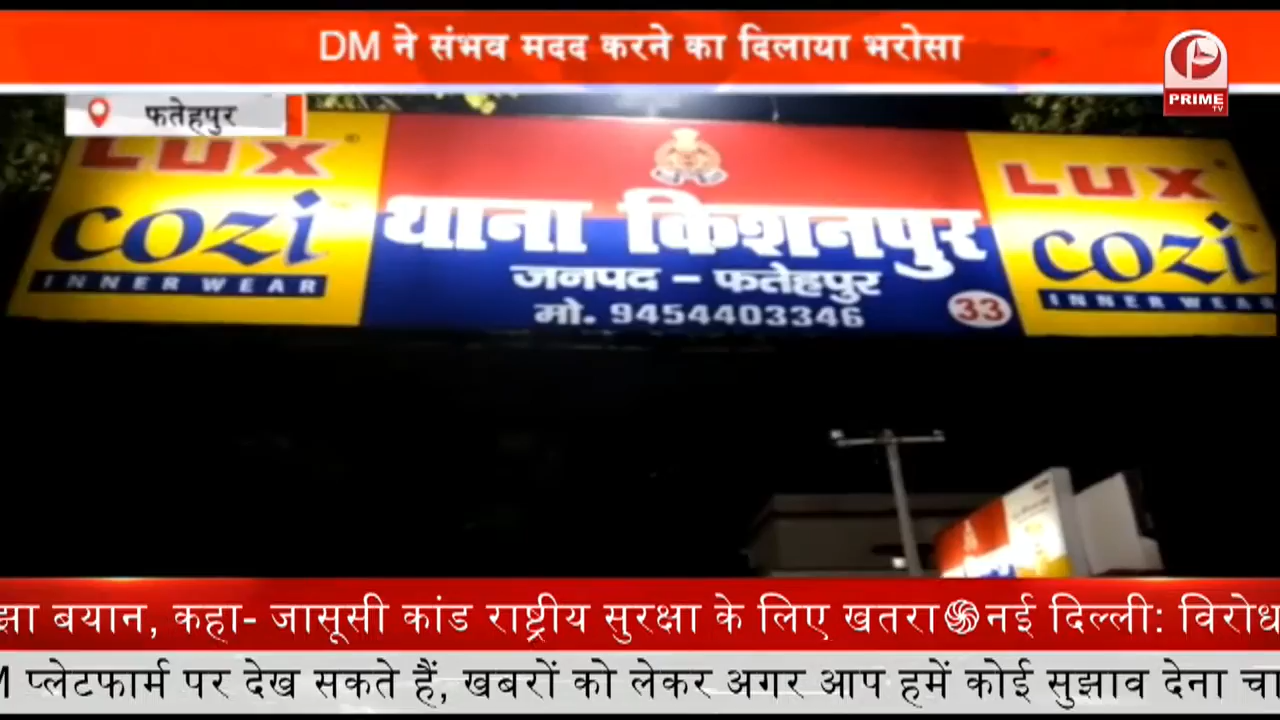 DM ने संभव मदद करने का दिलाया भरोसा
PRIME
TV
फतेहपुर
LUX
cozi
INNER WEAR
थाना किशनपुर
जनपद - फतेहपुर
मो. 9454403346
33
LUX
cozi
INNER WEAR
झा बयान, कहा- जासूसी कांड राष्ट्रीय सुरक्षा के लिए खतरा नई दिल्ली: विरोध
M प्लेटफार्म पर देख सकते हैं, खबरों को लेकर अगर आप हमें कोई सुझाव देना चा